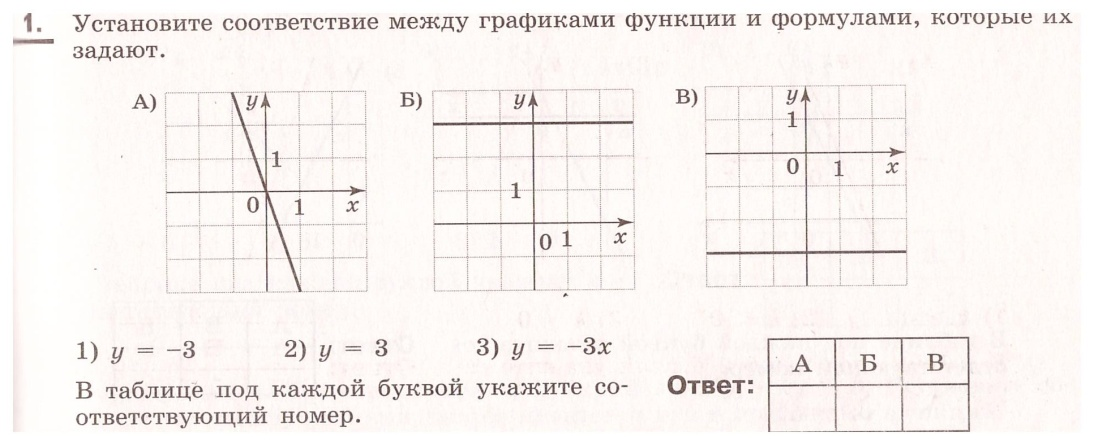 1. Установите соответствие между графиками функции и формулами, которые их
задают.
А) y 1 0 1 x
Б) y 1 0 1 x
В) y 1 0 1 x
1) y = −3 2) y = 3 3) y = −3x
В таблице под каждой буквой укажите со-
ответствующий номер.
Ответ: А Б В